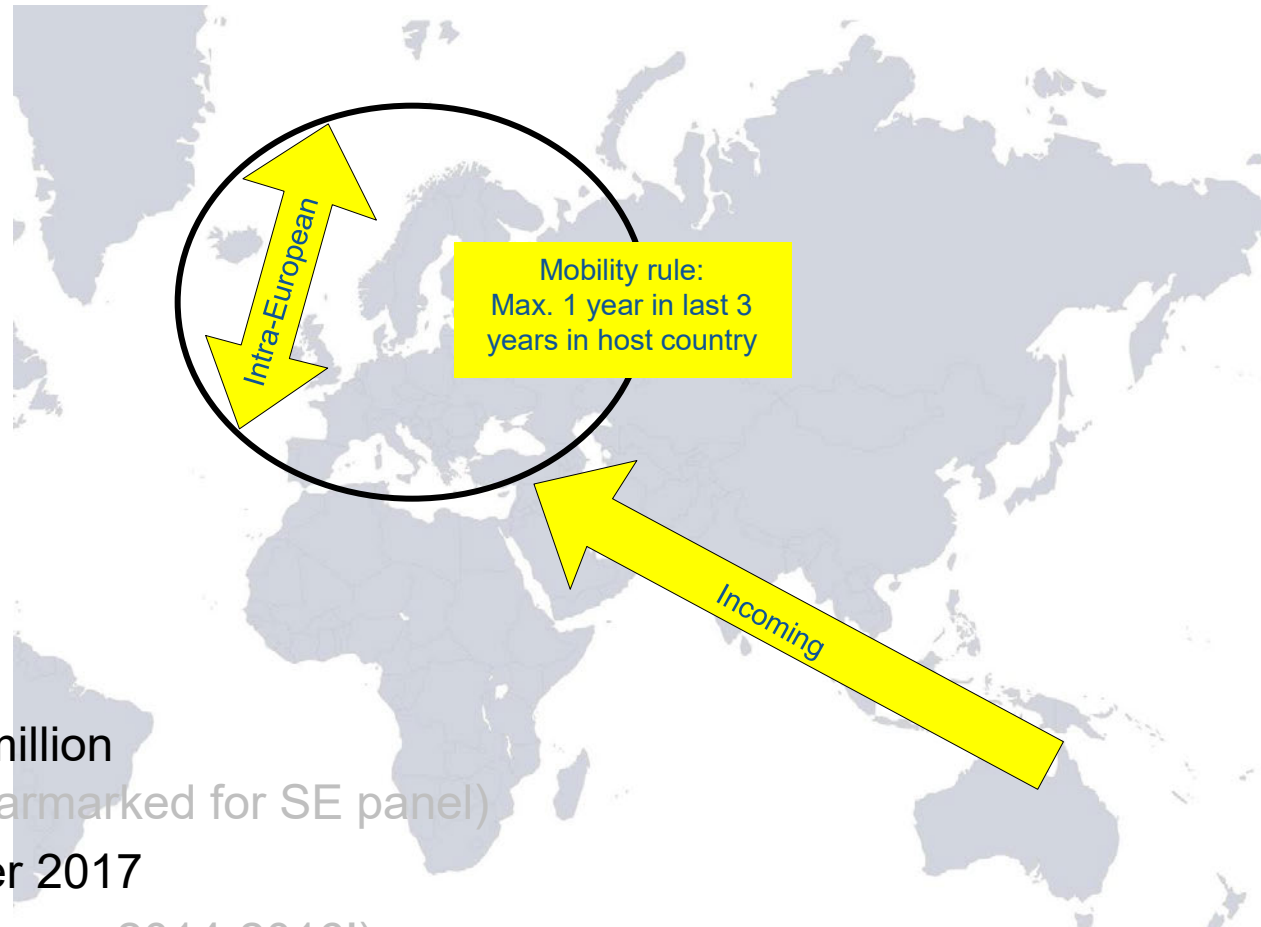 Intra-European
Mobility rule:
Max. 1 year in last 3
years in host country
Incoming
million
armarked for SE panel)
er 2017